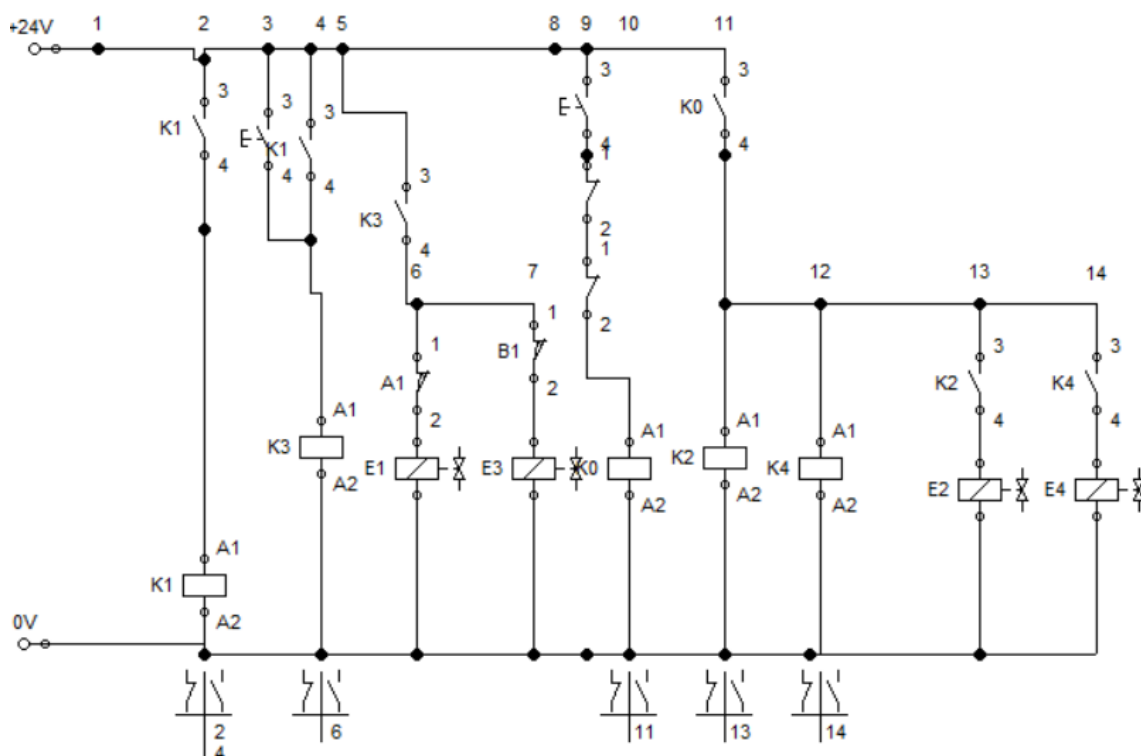 +24V 1 2 3 4 5 8 9 10 11
3 3 3 3 3
K1 K1 K0
4 4 4 4 4
1
3
K3
4
2
1
6 7 12 13 14
2
1 1 3 3
A1 B1 K2 K4
2 2 4 4
A1 A1 A1 A1
K3 E1 E3 K0 K2 K4 E2 E4
A2 A2 A2 A2
A1
K1
A2
0V
2 6 11 13 14
4